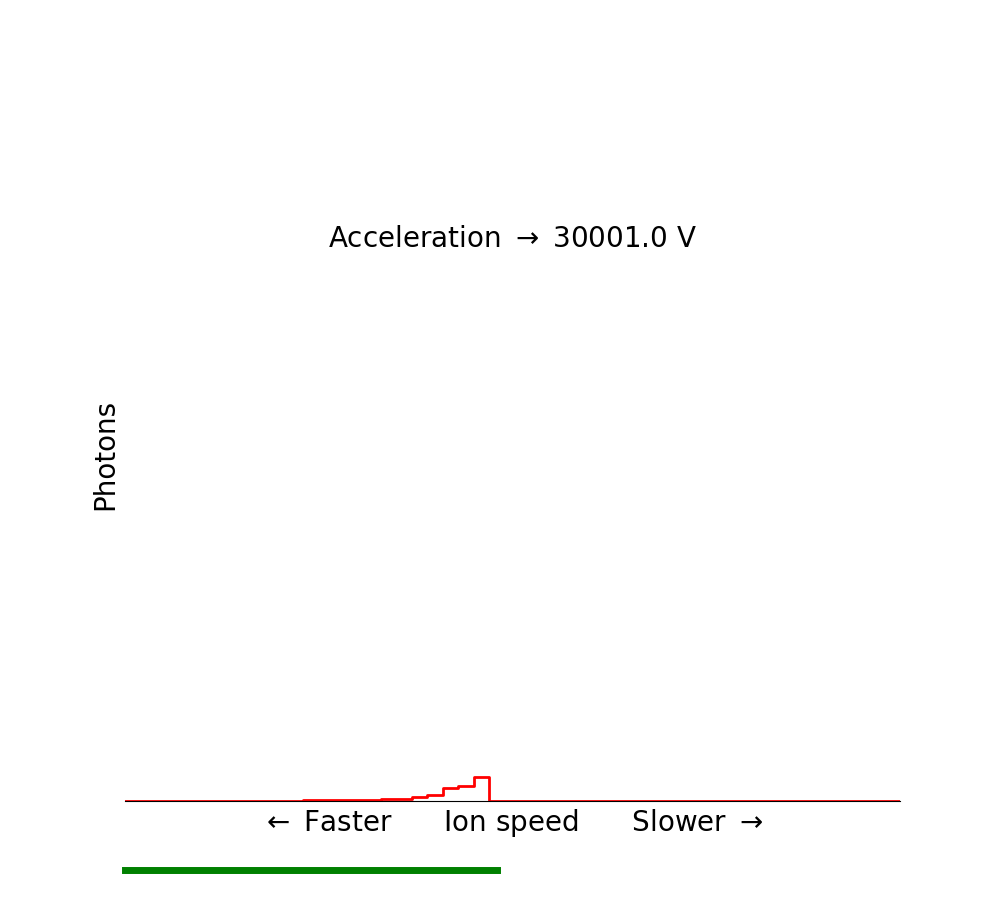 Acceleration → 30001.0 V
Photons
← Faster Ion speed Slower →